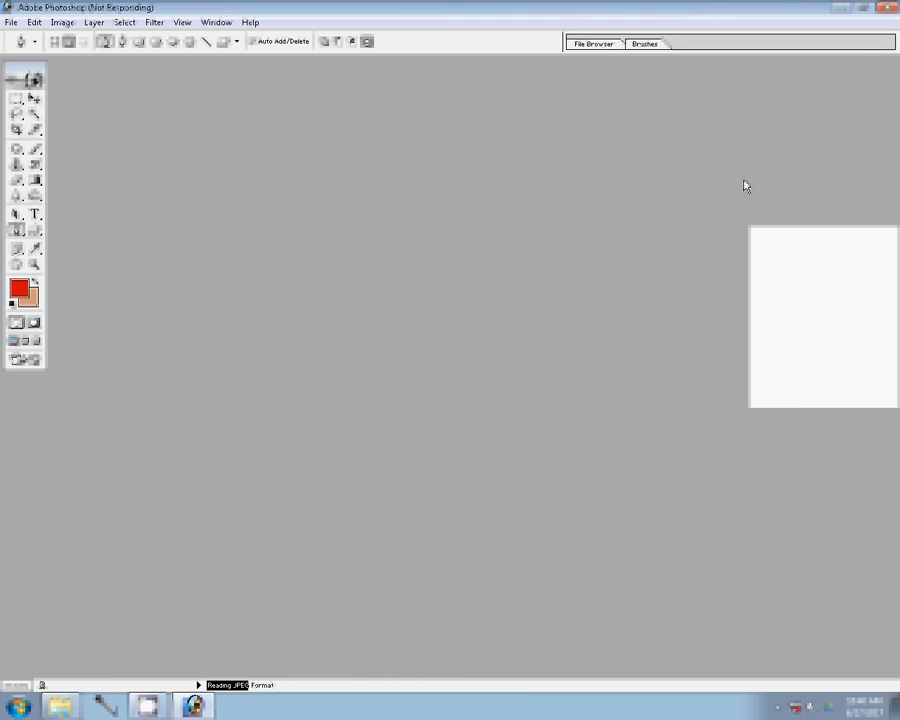 Adobe Photoshop (Not Responding)
File Edit Image Layer Select Filter View Window Help
Auto Add/Delete File Browser Brushes
T
Reading JPEG Format